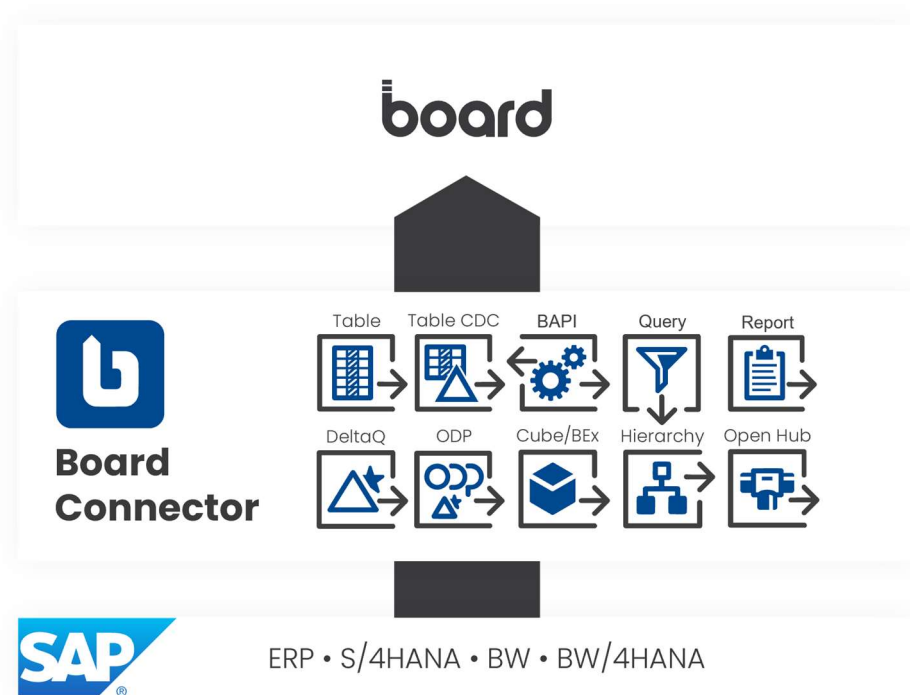 board
Table Table CDC BAPI Query Report
b
Board
Connector
DeltaQ ODP Cube/BEx Hierarchy Open Hub
ODP
SAP
®
ERP • S/4HANA • BW • BW/4HANA